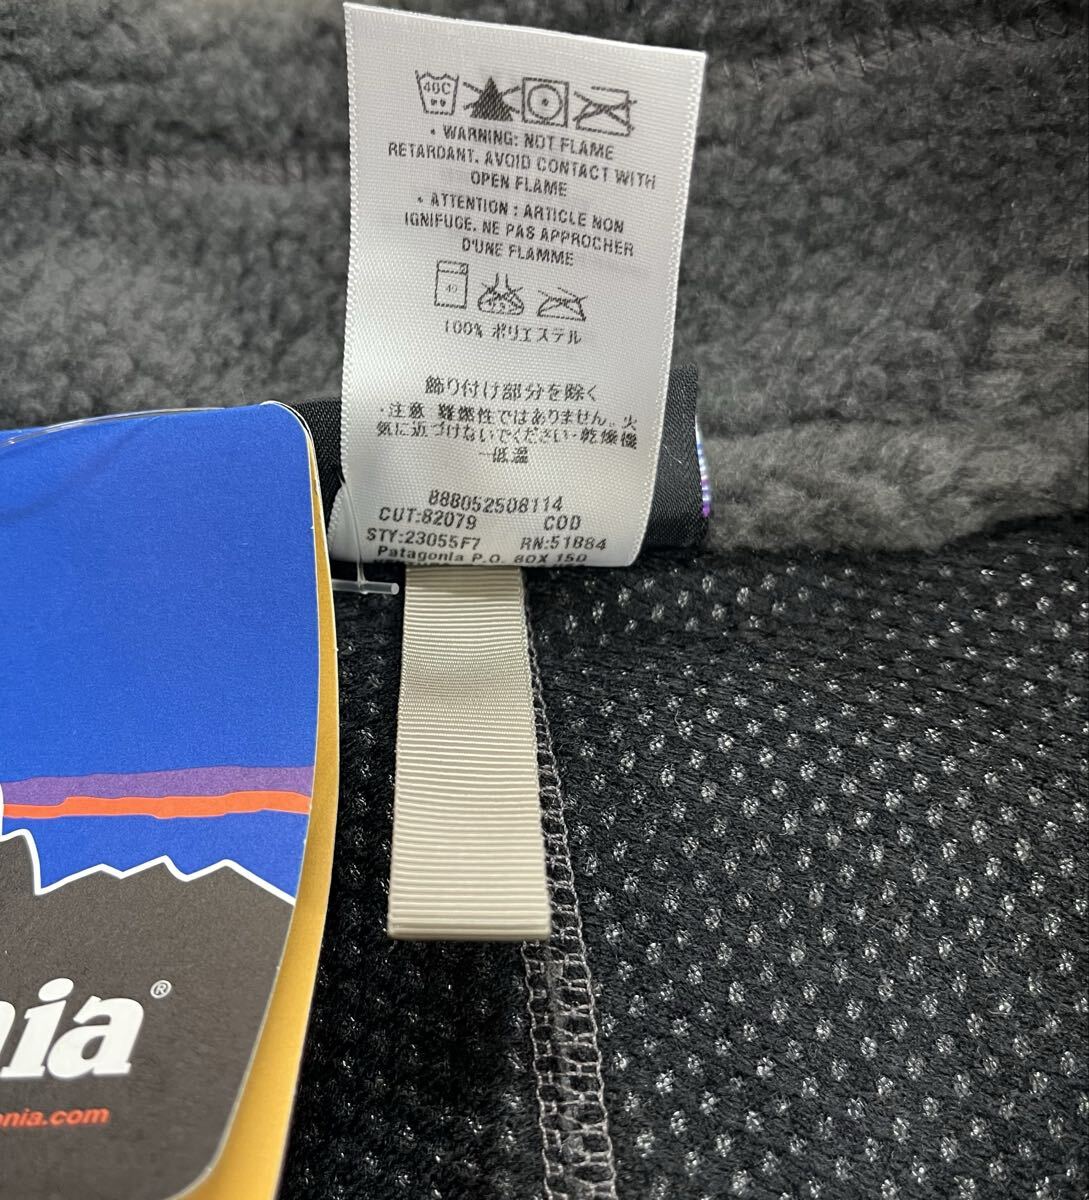 40C
• WARNING: NOT FLAME
RETARDANT. AVOID CONTACT WITH
OPEN FLAME
• ATTENTION : ARTICLE NON
IGNIFUGE. NE PAS APPROCHER
D'UNE FLAMME
40
100% ポリエステル
飾り付け部分を除く
・注意 難燃性ではありません。火
気に近づけないでください・乾燥機
ー低温
888052508114
CUT:82079 COD
STY:23055F7 RN:51884
Patagonia P.O. BOX 150
nia®
onia.com